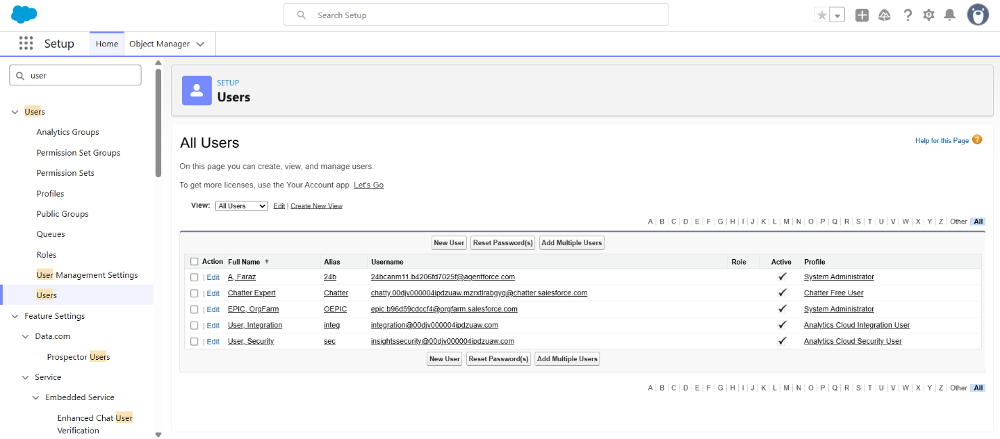 Search Setup
Setup
Home
Object Manager
user
Users
Analytics Groups
Permission Set Groups
Permission Sets
Profiles
Public Groups
Queues
Roles
User Management Settings
Users
Feature Settings
Data.com
Prospector Users
Service
Embedded Service
Enhanced Chat User
Verification
SETUP
Users
All Users
Help for this Page ?
On this page you can create, view, and manage users.
To get more licenses, use the Your Account app. Let's Go
View: All Users Edit | Create New View
A | B | C | D | E | F | G | H | I | J | K | L | M | N | O | P | Q | R | S | T | U | V | W | X | Y | Z | Other All
New User Reset Password(s) Add Multiple Users
Action Full Name ↑ Alias Username Role Active Profile
| Edit A, Faraz 24b 24bcanm11.b4206fd7025f@agentforce.com ✓ System Administrator
| Edit Chatter Expert Chatter chatty.00djv000004ipdzuaw.mzrxtlrabgyq@chatter.salesforce.com ✓ Chatter Free User
| Edit EPIC, OrgFarm OEPIC epic.b96d59cdccf4@orgfarm.salesforce.com ✓ System Administrator
| Edit User, Integration integ integration@00djv000004ipdzuaw.com ✓ Analytics Cloud Integration User
| Edit User, Security sec insightssecurity@00djv000004ipdzuaw.com ✓ Analytics Cloud Security User
New User Reset Password(s) Add Multiple Users
A | B | C | D | E | F | G | H | I | J | K | L | M | N | O | P | Q | R | S | T | U | V | W | X | Y | Z | Other All